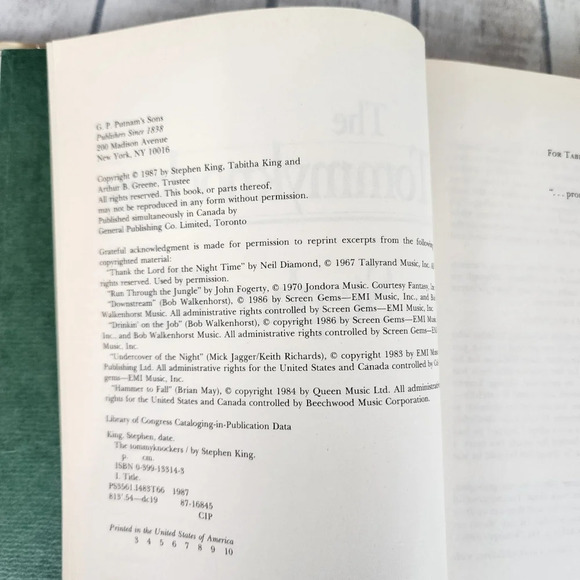 G. P. Putnam's Sons
Publishers Since 1838
200 Madison Avenue
New York, NY 10016
Copyright © 1987 by Stephen King, Tabitha King and
Arthur B. Greene, Trustee
All rights reserved. This book, or parts thereof,
may not be reproduced in any form without permission.
Published simultaneously in Canada by
General Publishing Co. Limited, Toronto
Grateful acknowledgment is made for permission to reprint excerpts from the following
copyrighted material:
"Thank the Lord for the Night Time" by Neil Diamond, © 1967 Tallyrand Music, Inc. All
rights reserved. Used by permission.
"Run Through the Jungle" by John Fogerty, © 1970 Jondora Music. Courtesy Fantasy, Inc
"Downstream" (Bob Walkenhorst), © 1986 by Screen Gems—EMI Music, Inc., and Bob
Walkenhorst Music. All administrative rights controlled by Screen Gems—EMI Music, Inc.
"Drinkin' on the Job" (Bob Walkenhorst), © copyright 1986 by Screen Gems—EMI Music,
Inc., and Bob Walkenhorst Music. All administrative rights controlled by Screen Gems—EMI
Music, Inc.
"Undercover of the Night" (Mick Jagger/Keith Richards), © copyright 1983 by EMI Music
Publishing Ltd. All administrative rights for the United States and Canada controlled by
gems—EMI Music, Inc.
"Hammer to Fall" (Brian May), © copyright 1984 by Queen Music Ltd. All administrative
rights for the United States and Canada controlled by Beechwood Music Corporation.
Library of Congress Cataloging-in-Publication Data
King, Stephen, date.
The tommyknockers / by Stephen King.
p. cm.
ISBN 0-399-13314-3
I. Title.
PS3561.I483T66 1987
813'.54—dc19 87-16845
CIP
Printed in the United States of America
3 4 5 6 7 8 9 10
FOR TAB
"... pro